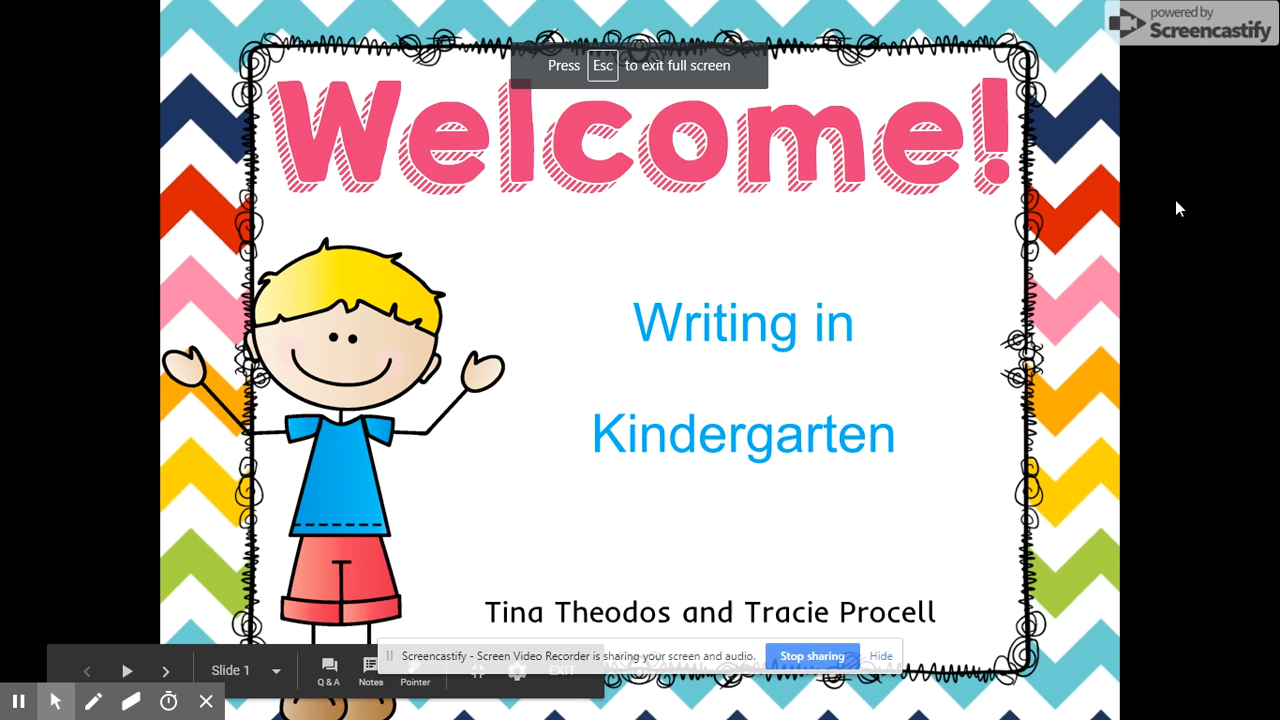 powered by
Screencastify
Press Esc to exit full screen
Welcome!
Writing in
Kindergarten
Tina Theodos and Tracie Procell
Screencastify - Screen Video Recorder is sharing your screen and audio. Stop sharing Hide
Slide 1 EXIT
Q & A Notes Pointer